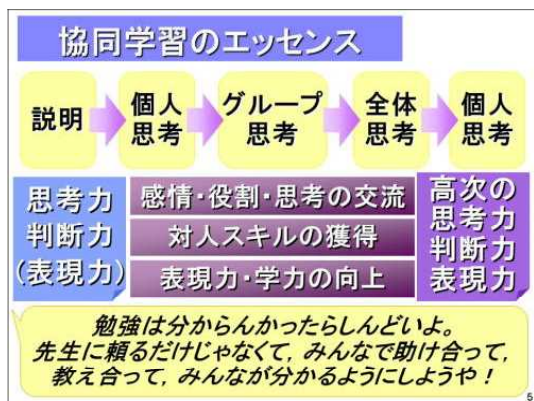 協同学習のエッセンス
説明
個人
思考
グループ
思考
全体
思考
個人
思考
思考力
判断力
(表現力)
感情・役割・思考の交流
対人スキルの獲得
表現力・学力の向上
高次の
思考力
判断力
表現力
勉強は分からんかったらしんどいよ。
先生に頼るだけじゃなくて，みんなで助け合って，
教え合って，みんなが分かるようにしようや！
5